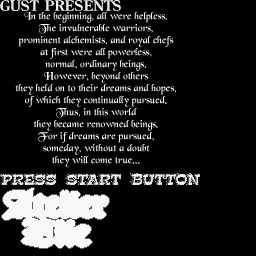 GUST PRESENTS
In the beginning, all were helpless,
The invulnerable warriors,
prominent alchemists, and royal chefs
at first were all powerless,
normal, ordinary beings,
However, beyond others
they held on to their dreams and hopes,
of which they continually pursued,
Thus, in this world
they became renowned beings.
For if dreams are pursued,
someday, without a doubt
they will come true...
PRESS START BUTTON